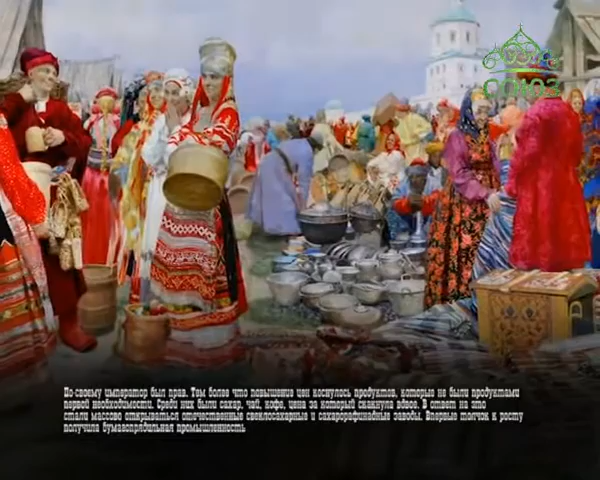 СОЮЗ
По-своему император был прав. Тем более что повышение цен коснулось продуктов, которые не были продуктами
первой необходимости. Среди них были сахар, чай, кофе, цена за который скакнула вдвое. В ответ на это
стали массово открываться отечественные свеклосахарные и сахарорафинадные заводы. Впервые толчок к росту
получила бумагопрядильная промышленность.